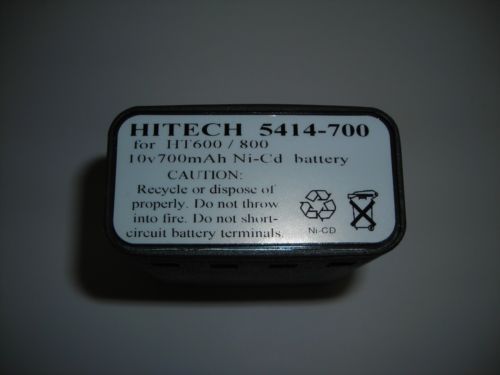 HITECH 5414-700
for HT600 / 800
10v700mAh Ni-Cd battery
CAUTION:
Recycle or dispose of
properly. Do not throw
into fire. Do not short-
circuit battery terminals.
Ni-CD